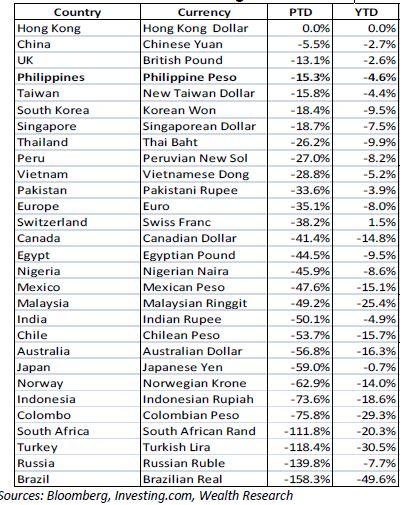 Country Currency PTD YTD
Hong Kong Hong Kong Dollar 0.0% 0.0%
China Chinese Yuan -5.5% -2.7%
UK British Pound -13.1% -2.6%
Philippines Philippine Peso -15.3% -4.6%
Taiwan New Taiwan Dollar -15.8% -4.4%
South Korea Korean Won -18.4% -9.5%
Singapore Singaporean Dollar -18.7% -7.5%
Thailand Thai Baht -26.2% -9.9%
Peru Peruvian New Sol -27.0% -8.2%
Vietnam Vietnamese Dong -28.8% -5.2%
Pakistan Pakistani Rupee -33.6% -3.9%
Europe Euro -35.1% -8.0%
Switzerland Swiss Franc -38.2% 1.5%
Canada Canadian Dollar -41.4% -14.8%
Egypt Egyptian Pound -44.5% -9.5%
Nigeria Nigerian Naira -45.9% -8.6%
Mexico Mexican Peso -47.6% -15.1%
Malaysia Malaysian Ringgit -49.2% -25.4%
India Indian Rupee -50.1% -4.9%
Chile Chilean Peso -53.7% -15.7%
Australia Australian Dollar -56.8% -16.3%
Japan Japanese Yen -59.0% -0.7%
Norway Norwegian Krone -62.9% -14.0%
Indonesia Indonesian Rupiah -73.6% -18.6%
Colombo Colombian Peso -75.8% -29.3%
South Africa South African Rand -111.8% -20.3%
Turkey Turkish Lira -118.4% -30.5%
Russia Russian Ruble -139.8% -7.7%
Brazil Brazilian Real -158.3% -49.6%
Sources: Bloomberg, Investing.com, Wealth Research